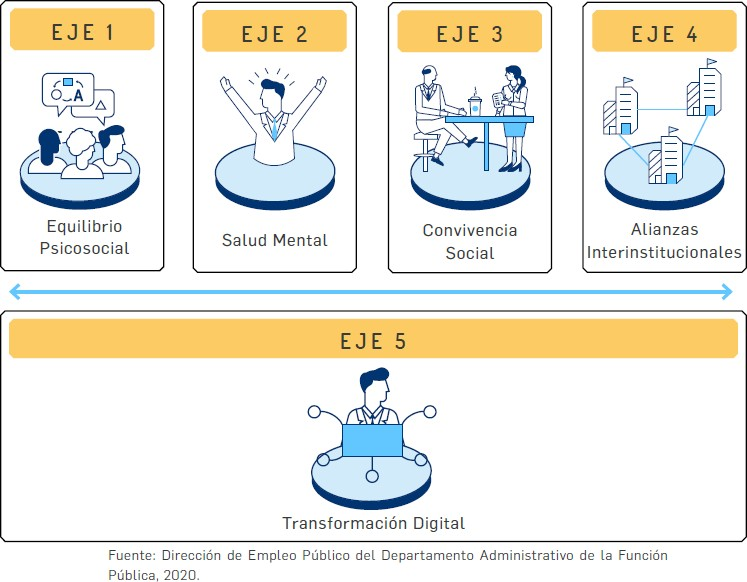 EJE 1
EJE 2
EJE 3
EJE 4
A
Equilibrio
Psicosocial
Salud Mental
Convivencia
Social
Alianzas
Interinstitucionales
EJE 5
Transformación Digital
Fuente: Dirección de Empleo Público del Departamento Administrativo de la Función
Pública, 2020.